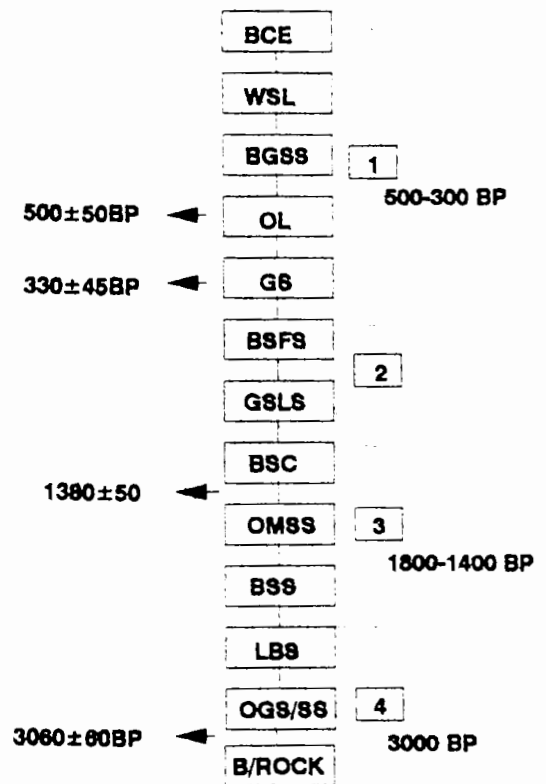 BCE
WSL
BGSS 1
500-300 BP
500±50BP OL
330±45BP GS
BSFS
2
GSLS
BSC
1380±50
OMSS 3
1800-1400 BP
BSS
LBS
OGS/SS 4
3060±60BP 3000 BP
B/ROCK